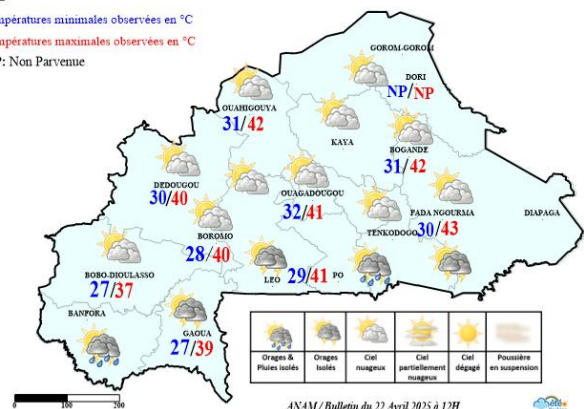 empératures minimales observées en °C
empératures maximales observées en °C
P: Non Parvenue
GOROM-GOROM
DORI
NP/NP
OUAHIGOUYA
31/42
KAYA
BOGANDE
31/42
DEDOUGOU
30/40
OUAGADOUGOU
32/41
FADA NGOURMA
30/43
DIAPAGA
BOROMO
28/40
TENKODOGO
BOBO-DIOULASSO
27/37
LEO
29/41
PO
BANFORA
GAOUA
27/39
Orages & Pluies isolés
Orages Isolés
Ciel nuageux
Ciel partiellement nuageux
Ciel dégagé
Poussière en suspension
0 100 200
ANAM / Bulletin du 22 Avril 2025 à 12H